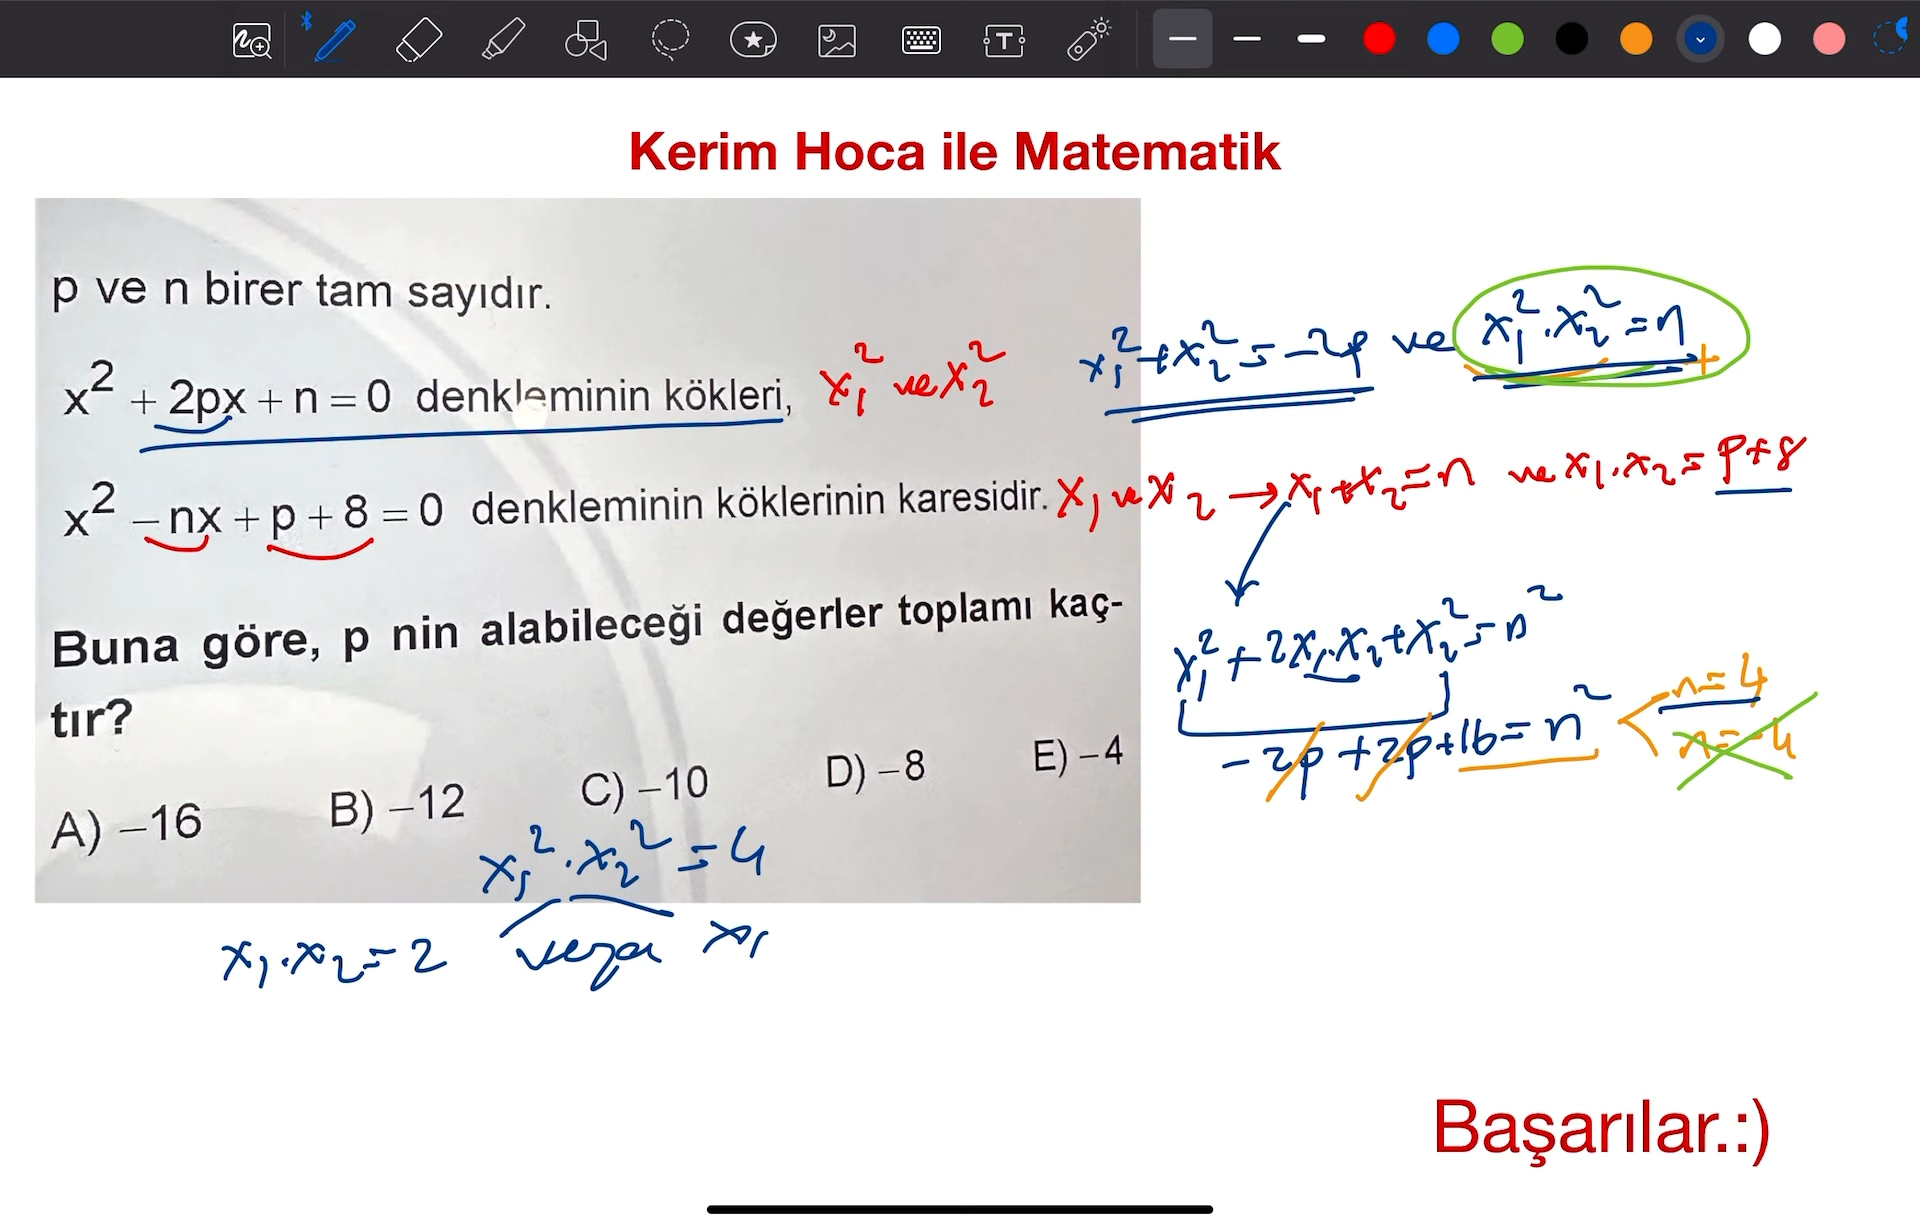 Kerim Hoca ile Matematik
p ve n birer tam sayıdır.
x² + 2px + n = 0 denkleminin kökleri, x₁² ve x₂²
x₁² + x₂² = -2p ve x₁².x₂² = n
+
x² - nx + p + 8 = 0 denkleminin köklerinin karesidir. x₁ ve x₂ → x₁ + x₂ = n ve x₁.x₂ = p+8
Buna göre, p nin alabileceği değerler toplamı kaç-
tır?
A) -16 B) -12 C) -10 D) -8 E) -4
x₁² + 2x₁.x₂ + x₂² = n²
-2p + 2p + 16 = n²
n = 4
n = -4
x₁².x₂² = 4
x₁.x₂ = 2 veya x₁
Başarılar.:)